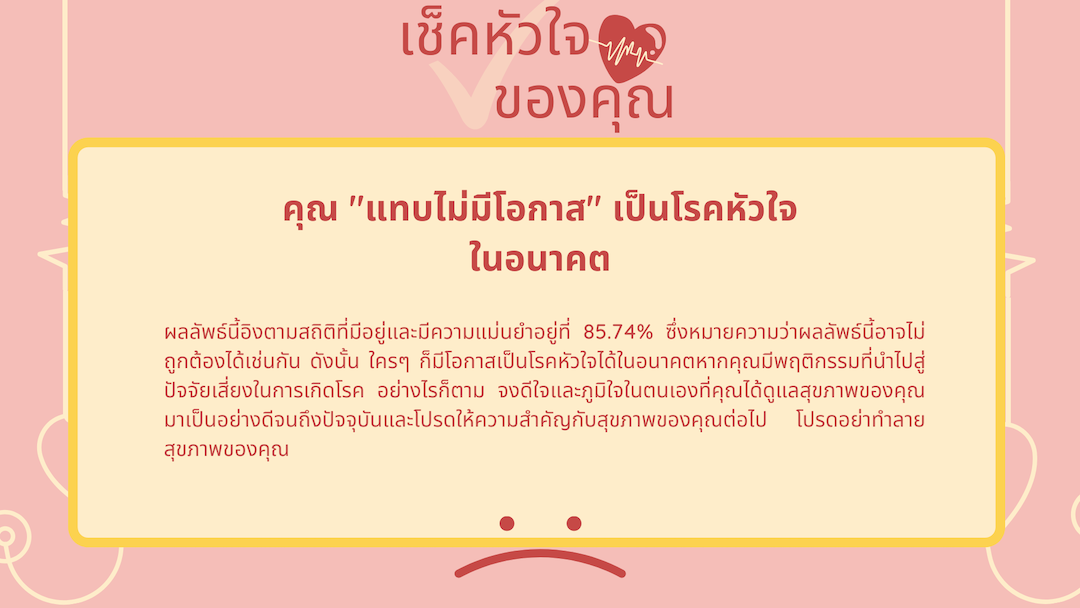 เช็คหัวใจ
ของคุณ
คุณ "แทบไม่มีโอกาส" เป็นโรคหัวใจ
ในอนาคต
ผลลัพธ์นี้อิงตามสถิติที่มีอยู่และมีความแม่นยำอยู่ที่ 85.74% ซึ่งหมายความว่าผลลัพธ์นี้อาจไม่
ถูกต้องได้เช่นกัน ดังนั้น ใครๆ ก็มีโอกาสเป็นโรคหัวใจได้ในอนาคตหากคุณมีพฤติกรรมที่นำไปสู่
ปัจจัยเสี่ยงในการเกิดโรค อย่างไรก็ตาม จงดีใจและภูมิใจในตนเองที่คุณได้ดูแลสุขภาพของคุณ
มาเป็นอย่างดีจนถึงปัจจุบันและโปรดให้ความสำคัญกับสุขภาพของคุณต่อไป โปรดอย่าทำลาย
สุขภาพของคุณ